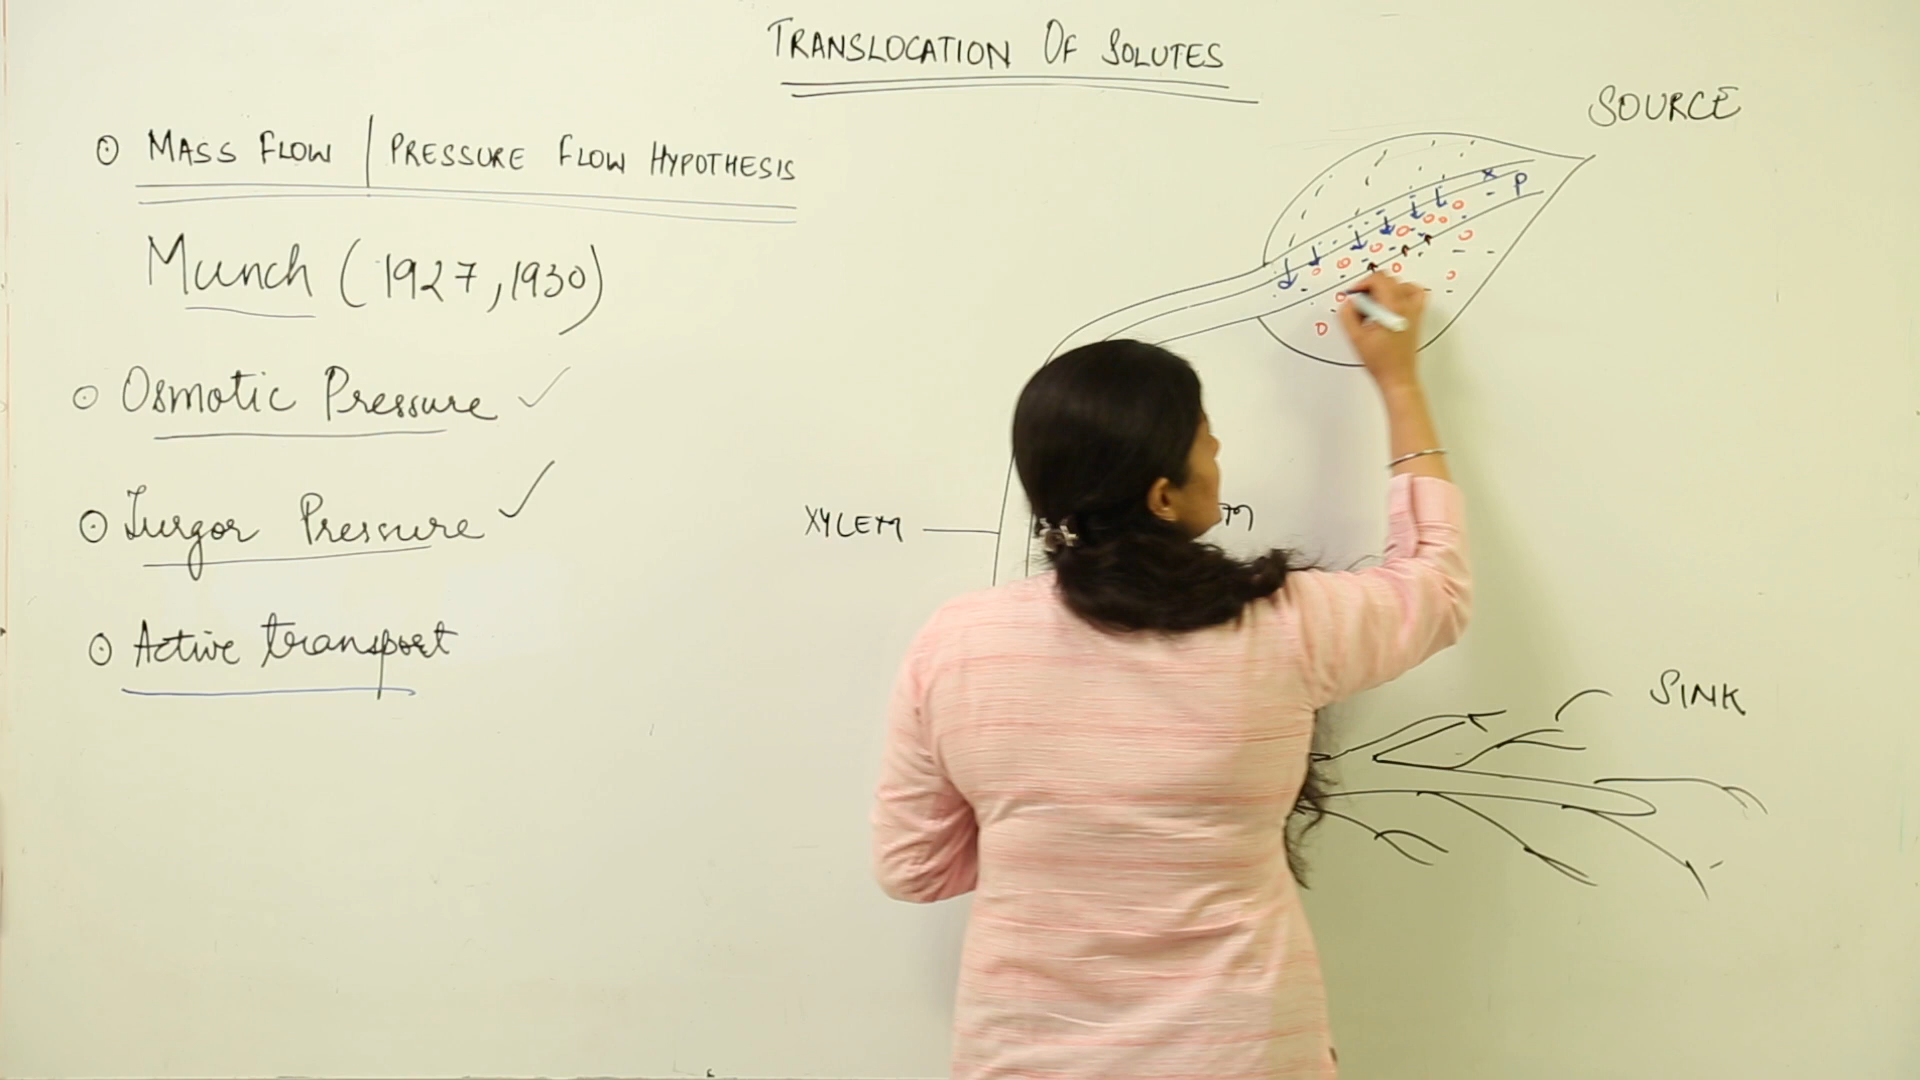 TRANSLOCATION OF SOLUTES
SOURCE
MASS FLOW | PRESSURE FLOW HYPOTHESIS
X
P
Munch (1927, 1930)
Osmotic Pressure ✓
Turgor Pressure ✓
XYLEM
Active transport
SINK